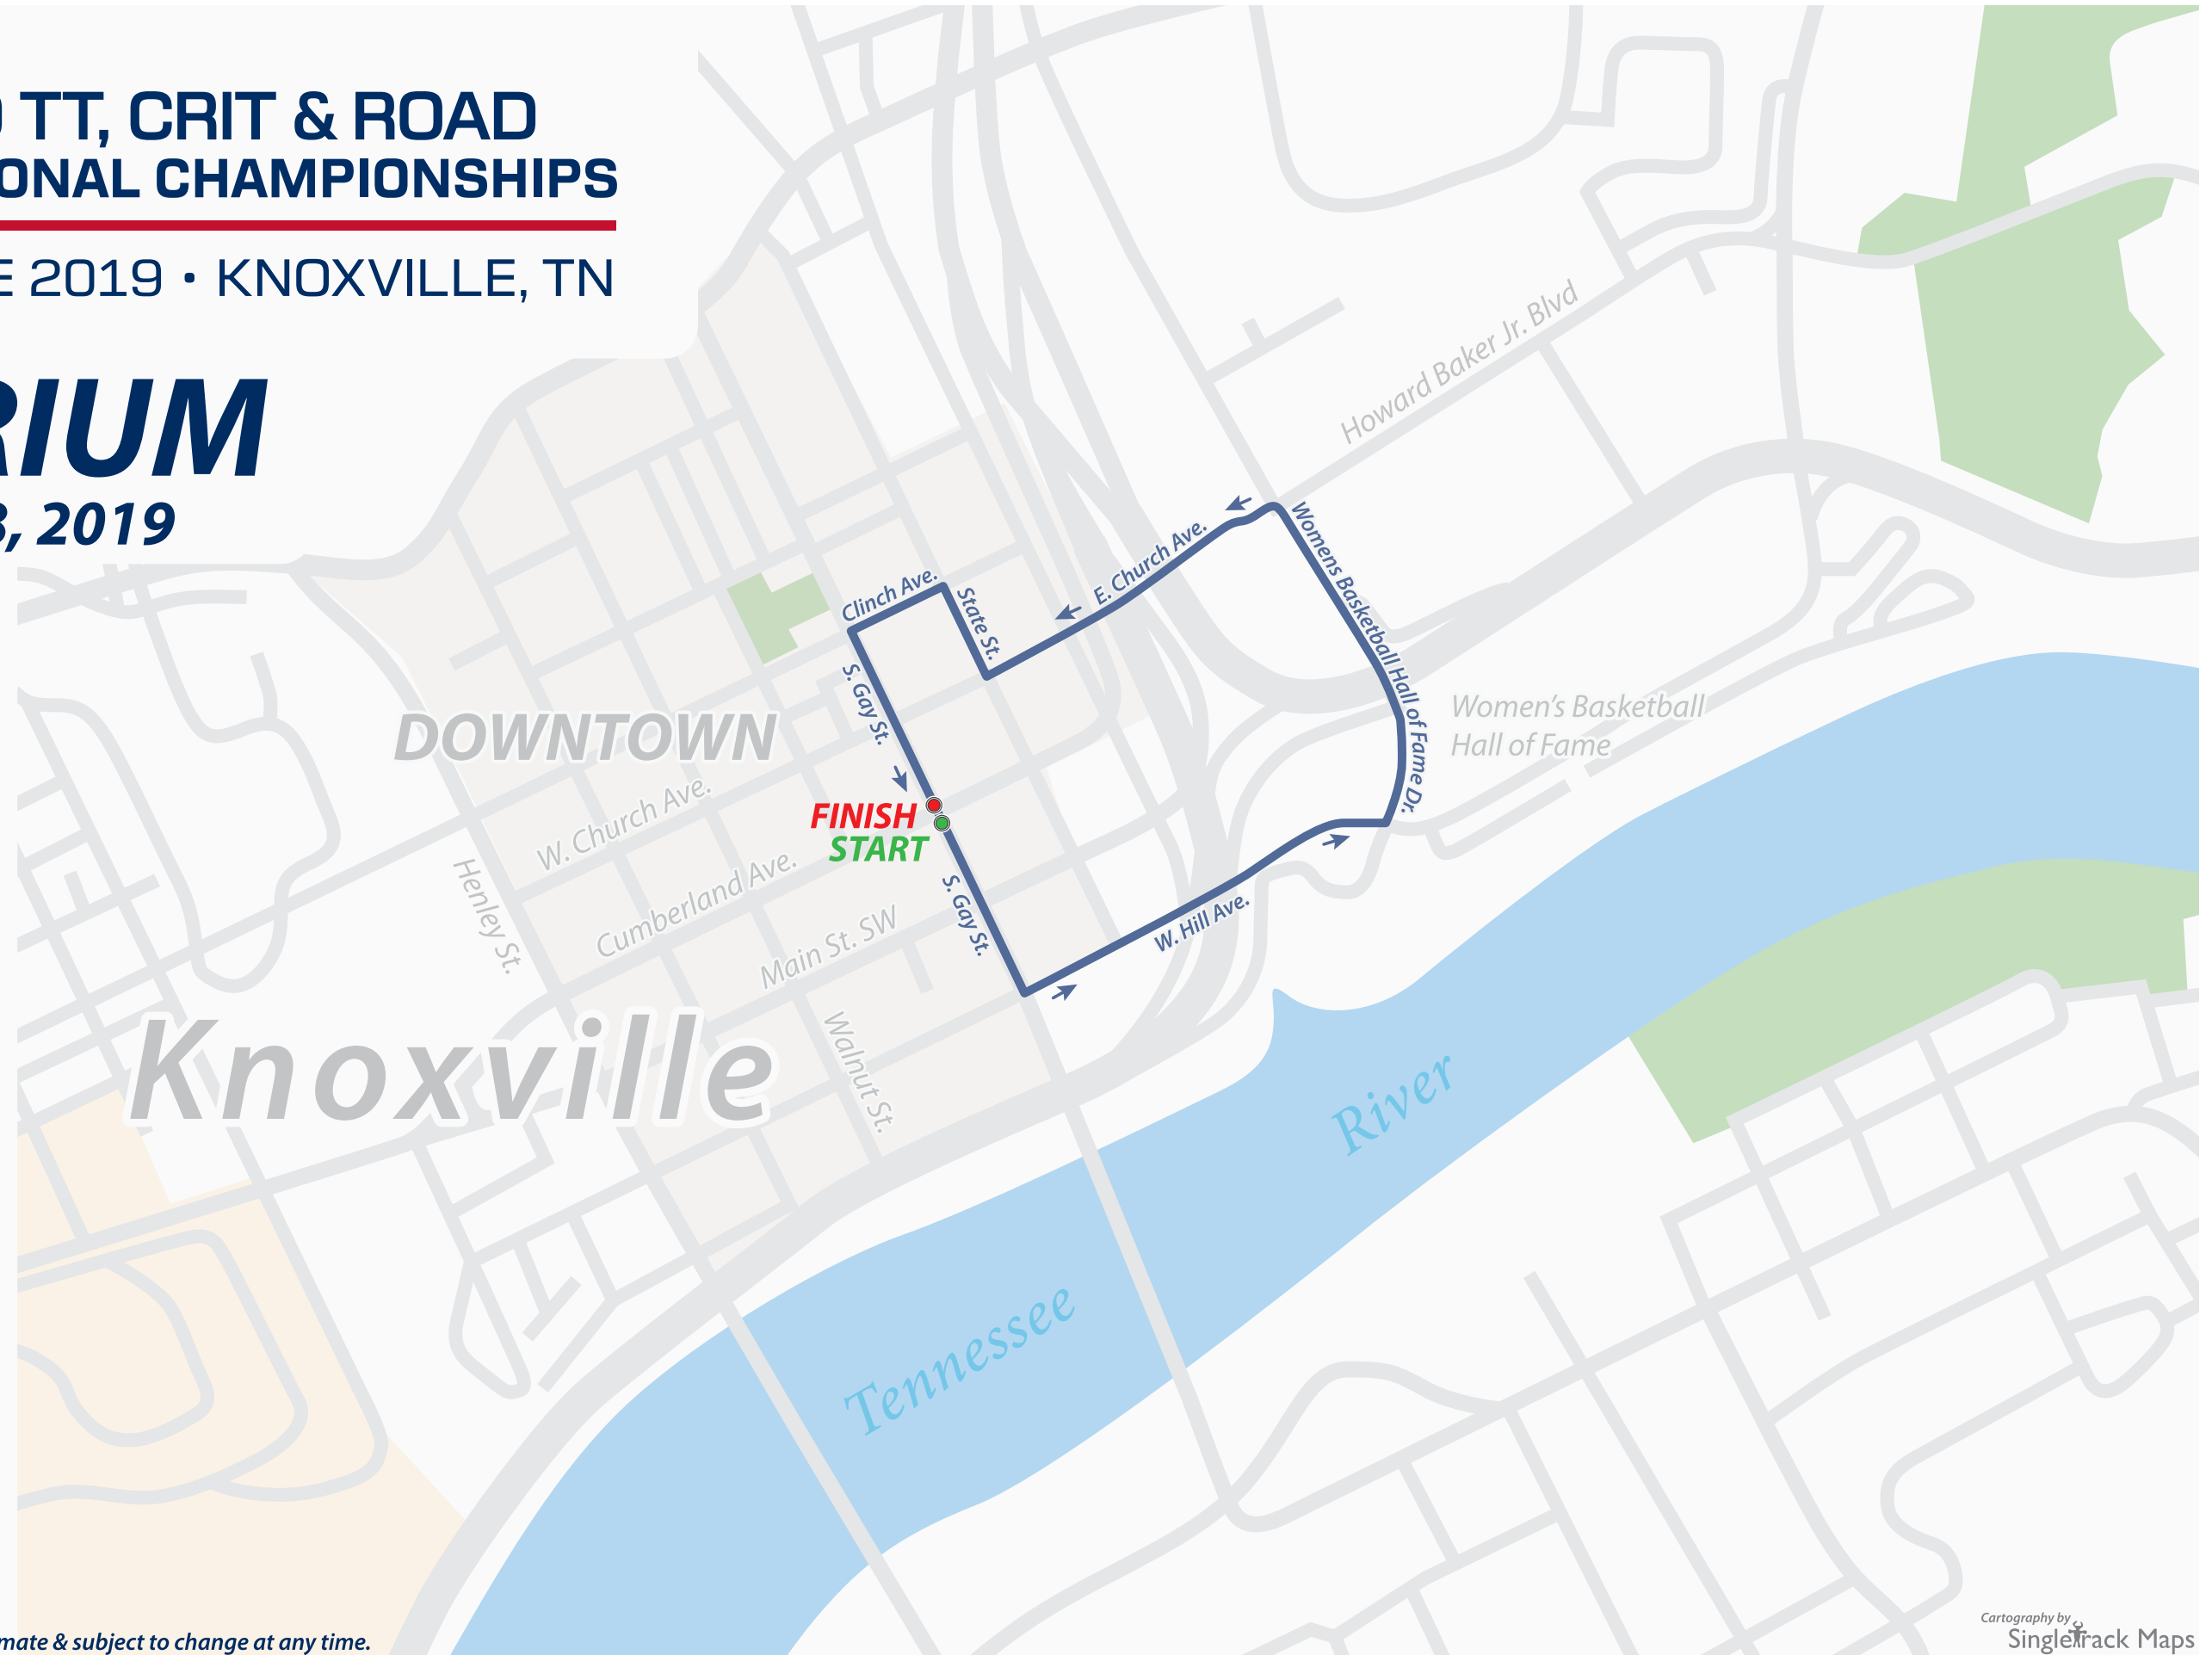 TT, CRIT & ROAD
ONAL CHAMPIONSHIPS
E 2019 • KNOXVILLE, TN
RIUM
3, 2019
Howard Baker Jr. Blvd
Womens Basketball Hall of Fame Dr.
E. Church Ave.
Clinch Ave.
State St.
S. Gay St.
Women's Basketball
Hall of Fame
DOWNTOWN
W. Church Ave.
FINISH
START
Henley St.
Cumberland Ave.
S. Gay St.
W. Hill Ave.
Main St. SW
Knoxville
Walnut St.
River
Tennessee
mate & subject to change at any time.
Cartography by
SingleTrack Maps